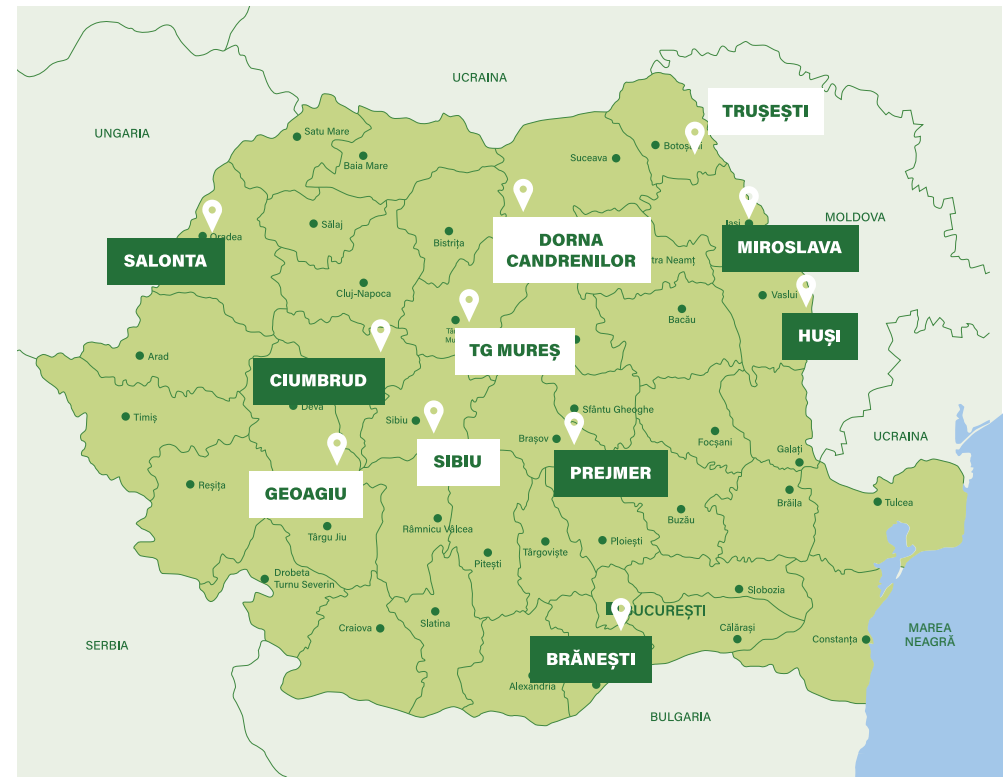 UCRAINA
TRUȘEȘTI
UNGARIA
Satu Mare
Botoșani
Baia Mare
Suceava
MOLDOVA
Sălaj
Iași
Oradea
Bistrița
DORNA
CANDRENILOR
MIROSLAVA
SALONTA
tra Neamț
Cluj-Napoca
Vaslui
Bacău
HUȘI
TG MUREȘ
Arad
CIUMBRUD
Deva
Timiș
Sibiu
Sfântu Gheorghe
Brașov
Focșani
UCRAINA
Galați
SIBIU
PREJMER
Reșița
GEOAGIU
Brăila
Tulcea
Buzău
Râmnicu Vâlcea
Târgu Jiu
Târgoviște
Ploiești
Pitești
Drobeta
Turnu Severin
Slobozia
BUCUREȘTI
Slatina
Craiova
Călărași
Constanța
MAREA
NEAGRĂ
SERBIA
BRĂNEȘTI
Alexandria
BULGARIA